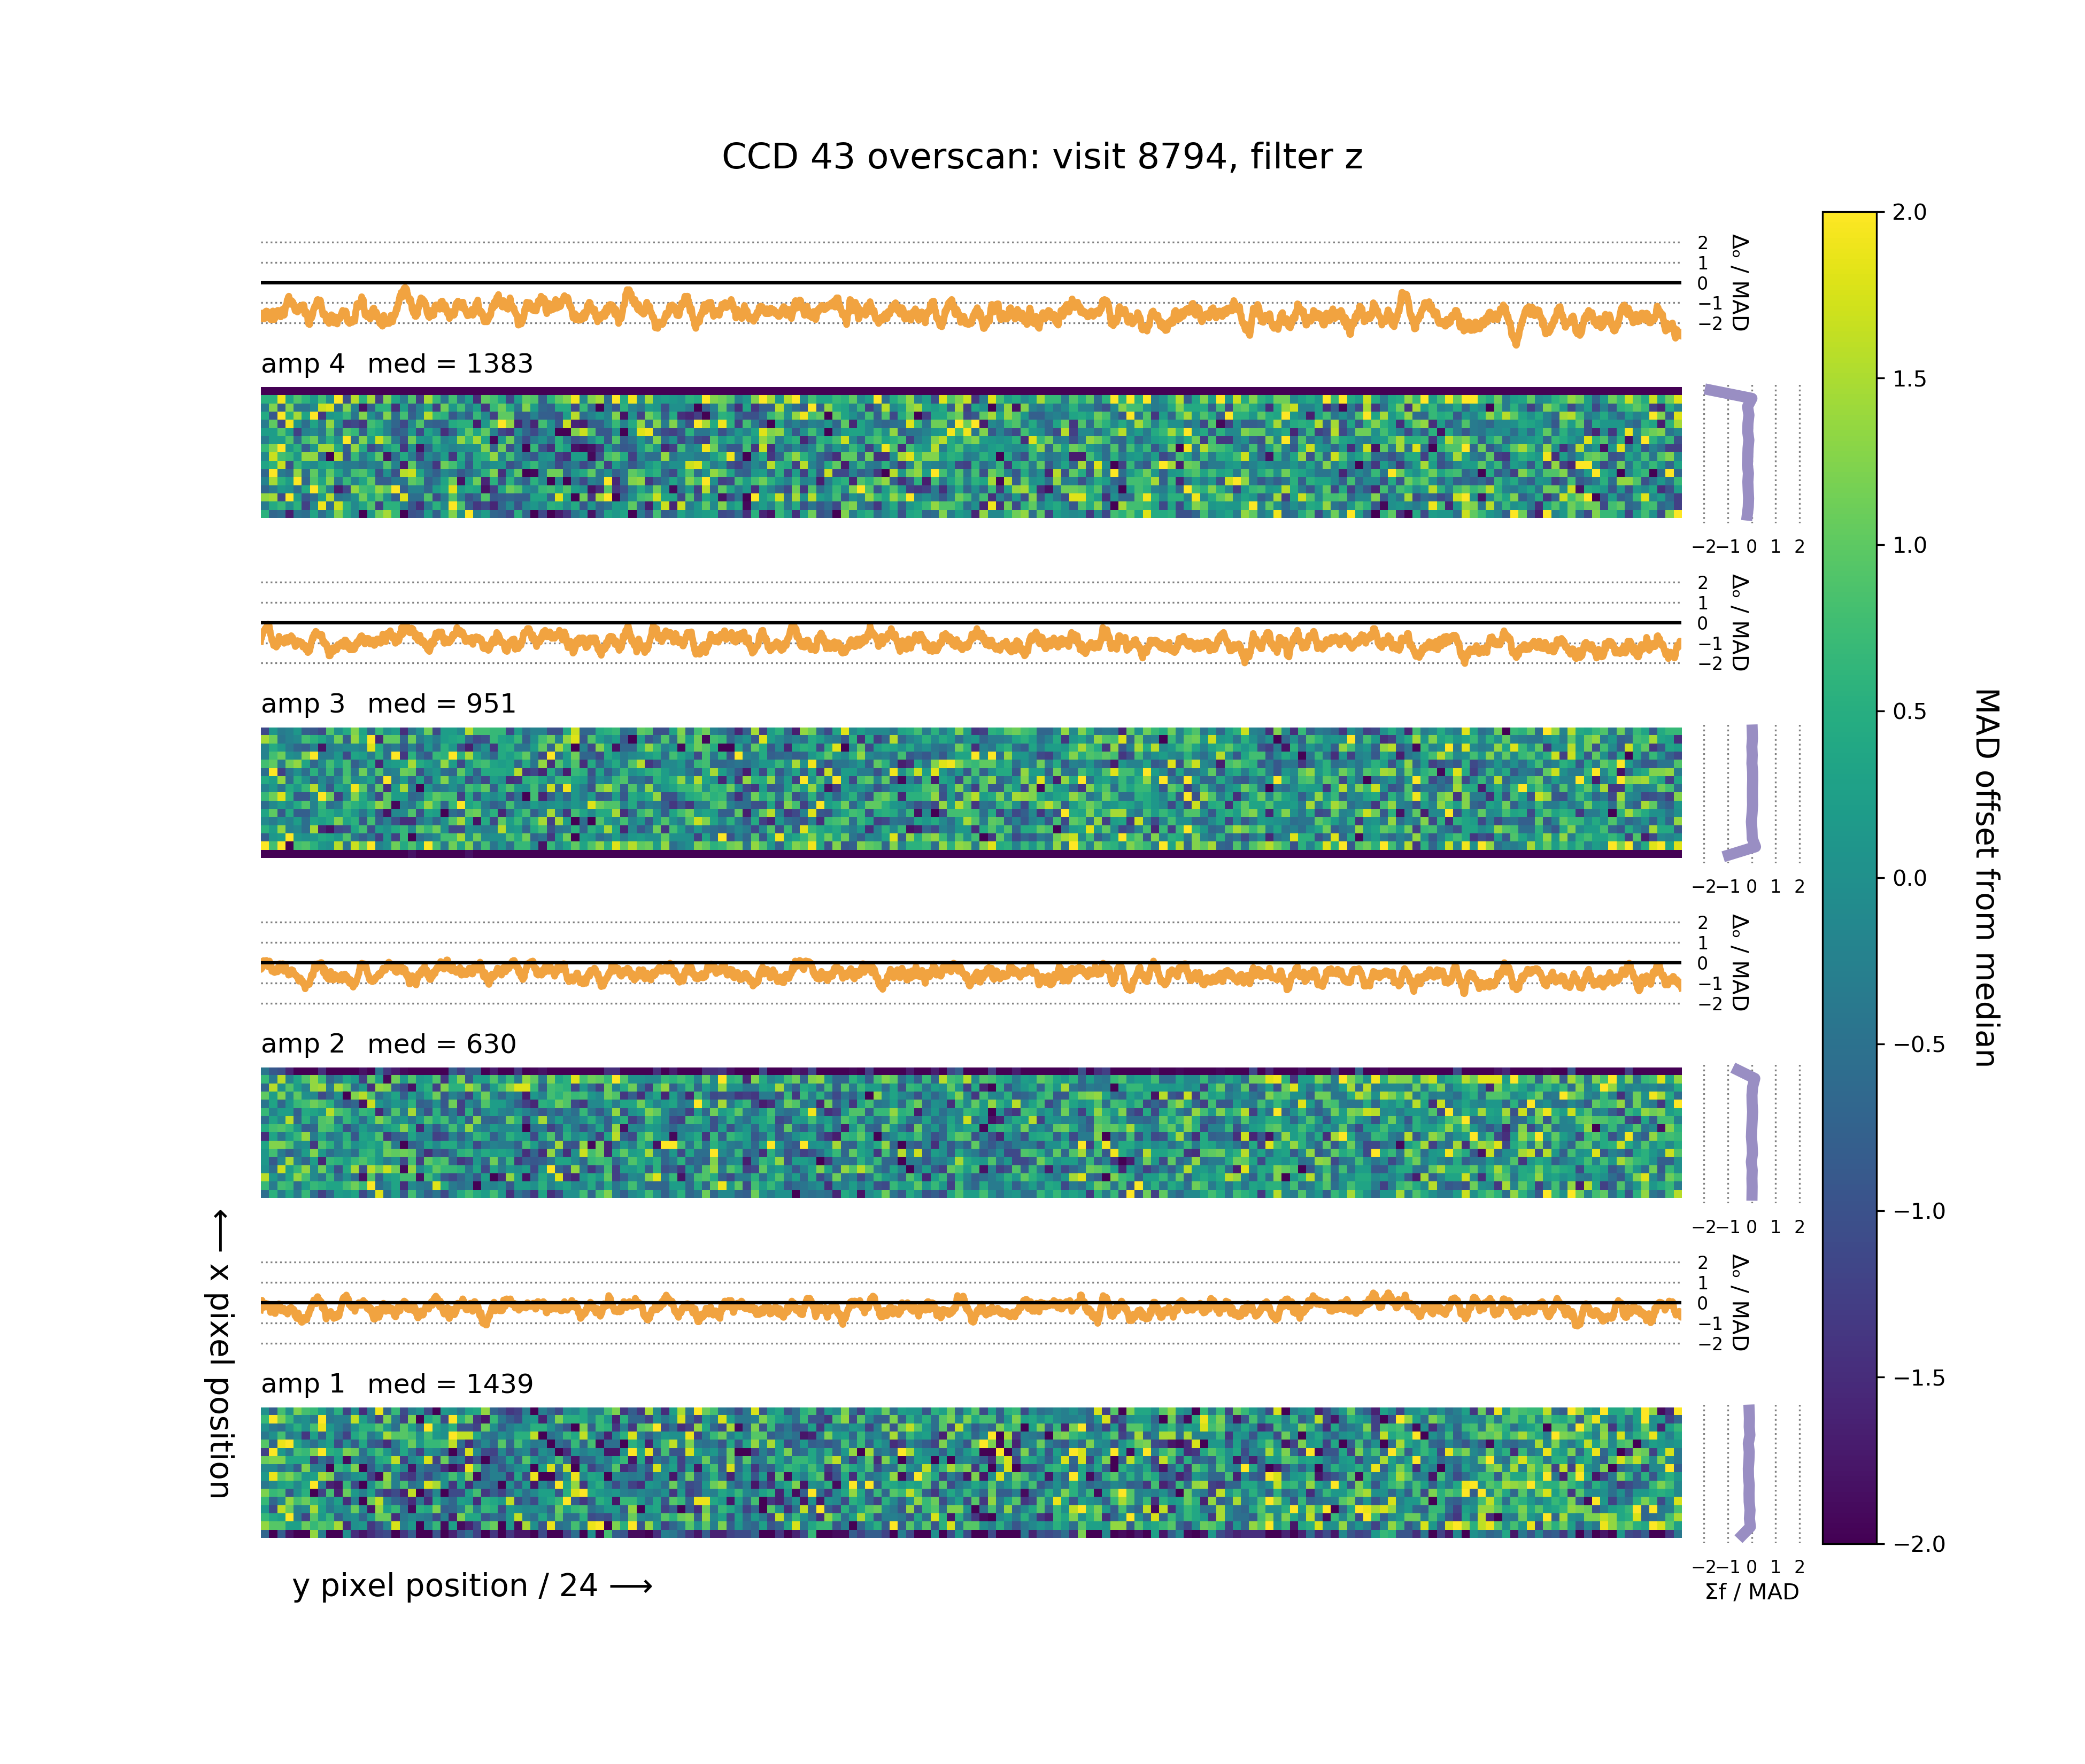 CCD 43 overscan: visit 8794, filter z
2
1
0
−1
−2
Δₒ / MAD
amp 4 med = 1383
−2 −1 0 1 2
2
1
0
−1
−2
Δₒ / MAD
amp 3 med = 951
−2 −1 0 1 2
2
1
0
−1
−2
Δₒ / MAD
amp 2 med = 630
−2 −1 0 1 2
2
1
0
−1
−2
Δₒ / MAD
amp 1 med = 1439
−2 −1 0 1 2
Σf / MAD
y pixel position / 24 ⟶
x pixel position ⟶
2.0
1.5
1.0
0.5
0.0
−0.5
−1.0
−1.5
−2.0
MAD offset from median